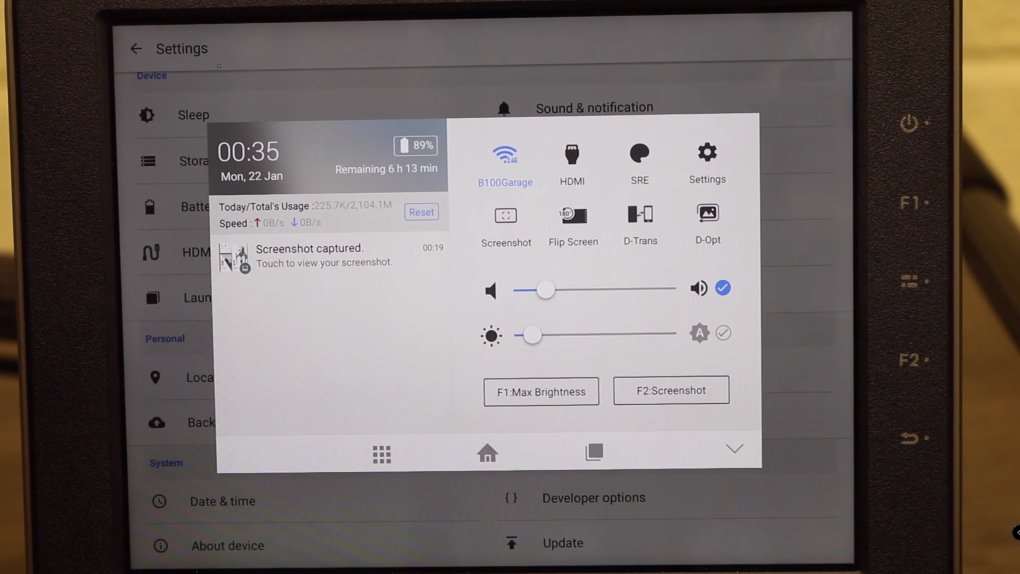 Settings
Device
Sleep
Sound & notification
Stora
Batte
HDM
Laun
Personal
Loca
Back
System
Date & time
Developer options
About device
Update
00:35
89%
Mon, 22 Jan
Remaining 6 h 13 min
Today/Total's Usage :225.7K/2,104.1M
Speed : 0B/s 0B/s
Reset
Screenshot captured.
00:19
Touch to view your screenshot.
B100Garage
HDMI
SRE
Settings
180°
Screenshot
Flip Screen
D-Trans
D-Opt
A
F1:Max Brightness
F2:Screenshot
F1
F2